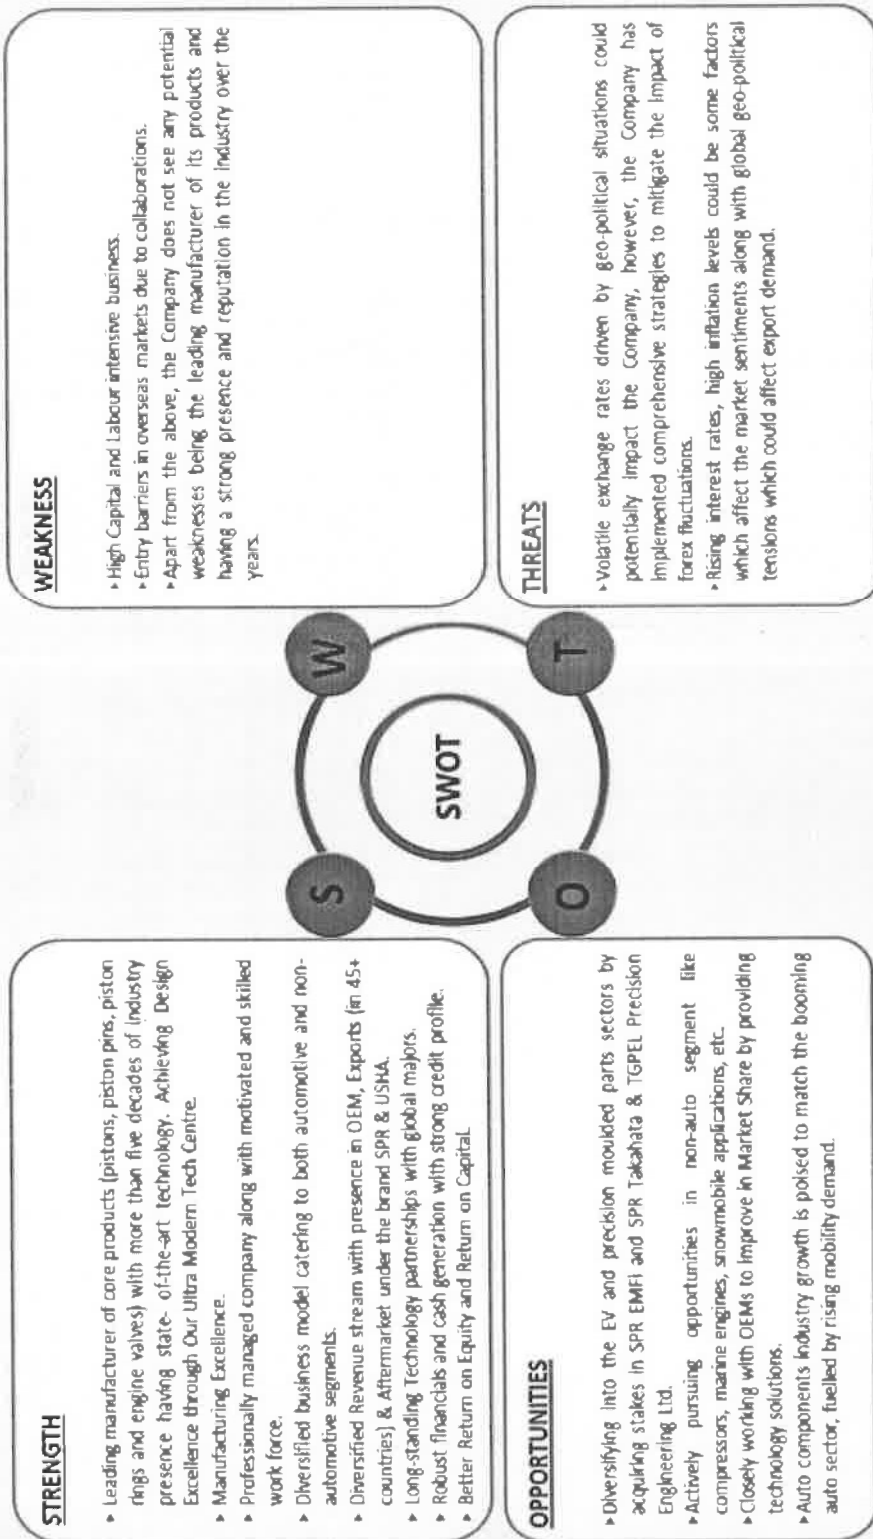 STRENGTH
▸ Leading manufacturer of core products (pistons, piston pins, piston
rings and engine valves) with more than five decades of industry
presence having state- of-the-art technology. Achieving Design
Excellence through Our Ultra Modern Tech Centre.
▸ Manufacturing Excellence.
▸ Professionally managed company along with motivated and skilled
work force.
▸ Diversified business model catering to both automotive and non-
automotive segments.
▸ Diversified Revenue stream with presence in OEM, Exports (in 45+
countries) & Aftermarket under the brand SPR & USHA.
▸ Long-standing Technology partnerships with global majors.
▸ Robust financials and cash generation with strong credit profile.
▸ Better Return on Equity and Return on Capital.
WEAKNESS
▸ High Capital and Labour intensive business.
▸ Entry barriers in overseas markets due to collaborations.
▸ Apart from the above, the Company does not see any potential
weaknesses being the leading manufacturer of its products and
having a strong presence and reputation in the industry over the
years.
S
W
SWOT
O
T
OPPORTUNITIES
▸ Diversifying into the EV and precision moulded parts sectors by
acquiring stakes in SPR EMFI and SPR Takahata & TGPEL Precision
Engineering Ltd.
▸ Actively pursuing opportunities in non-auto segment like
compressors, marine engines, snowmobile applications, etc.
▸ Closely working with OEMs to improve in Market Share by providing
technology solutions.
▸ Auto components industry growth is poised to match the booming
auto sector, fuelled by rising mobility demand.
THREATS
▸ Volatile exchange rates driven by geo-political situations could
potentially impact the Company, however, the Company has
implemented comprehensive strategies to mitigate the impact of
forex fluctuations.
▸ Rising interest rates, high inflation levels could be some factors
which affect the market sentiments along with global geo-political
tensions which could affect export demand.